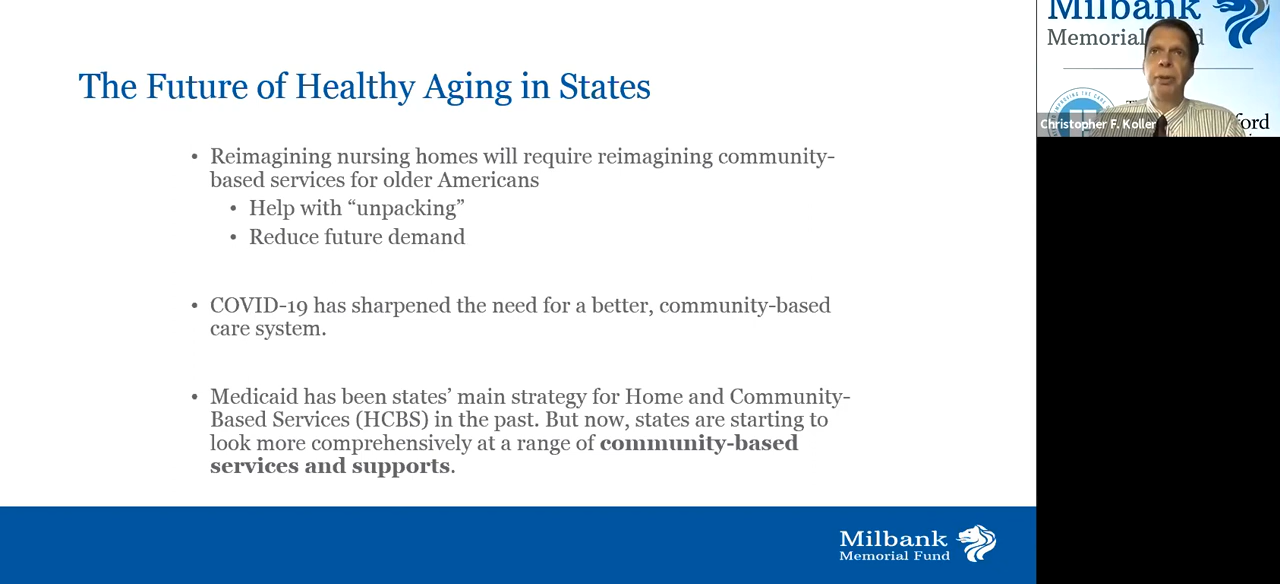 The Future of Healthy Aging in States
• Reimagining nursing homes will require reimagining community-
based services for older Americans
• Help with “unpacking”
• Reduce future demand
• COVID-19 has sharpened the need for a better, community-based
care system.
• Medicaid has been states’ main strategy for Home and Community-
Based Services (HCBS) in the past. But now, states are starting to
look more comprehensively at a range of community-based
services and supports.
Milbank
Memorial Fund
Milbank
Memorial
Christopher F. Koller